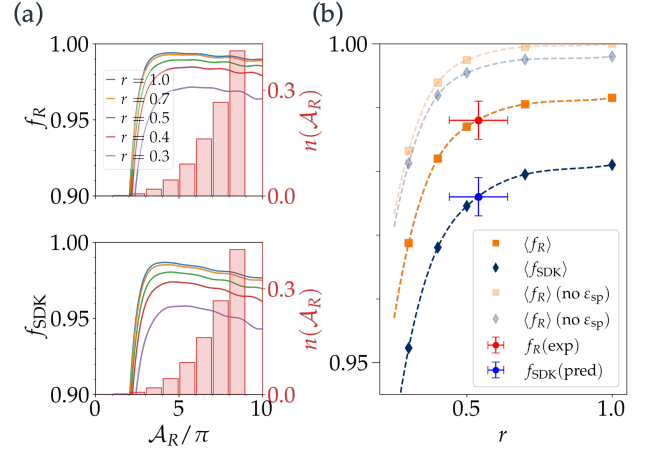 (a)
1.00
0.95
0.90
f_R
r = 1.0
r = 0.7
r = 0.5
r = 0.4
r = 0.3
0.3
0.0
n(𝒜_R)
1.00
0.95
0.90
f_SDK
0.3
0.0
n(𝒜_R)
0
5
10
𝒜_R/π
(b)
1.00
0.95
⟨f_R⟩
⟨f_SDK⟩
⟨f_R⟩ (no ε_sp)
⟨f_R⟩ (no ε_sp)
f_R(exp)
f_SDK(pred)
0.5
1.0
r